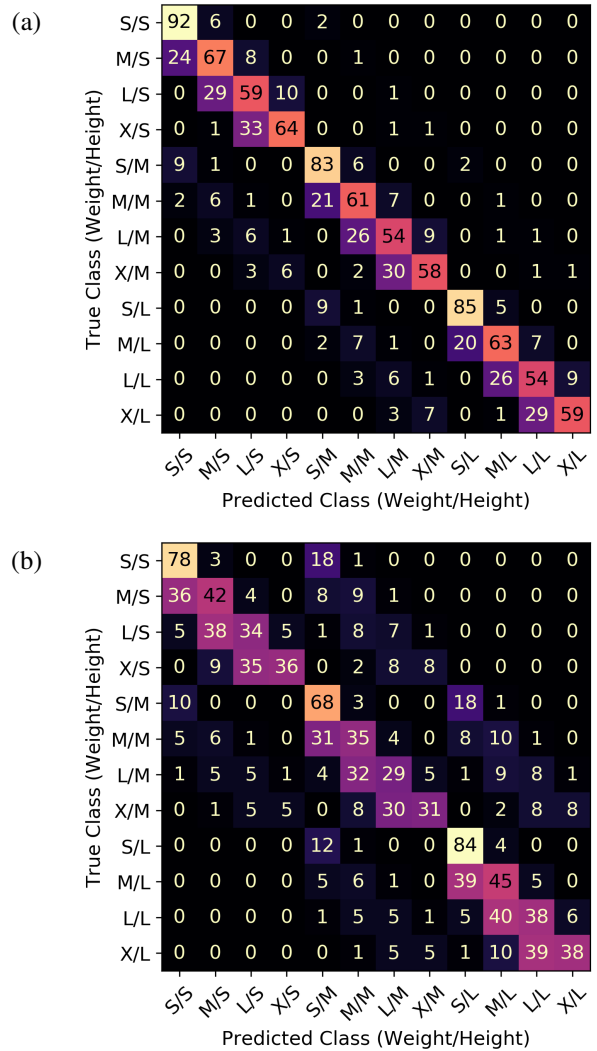 (a)
True Class (Weight/Height)
S/S 92 6 0 0 2 0 0 0 0 0 0 0
M/S 24 67 8 0 0 1 0 0 0 0 0 0
L/S 0 29 59 10 0 0 1 0 0 0 0 0
X/S 0 1 33 64 0 0 1 1 0 0 0 0
S/M 9 1 0 0 83 6 0 0 2 0 0 0
M/M 2 6 1 0 21 61 7 0 0 1 0 0
L/M 0 3 6 1 0 26 54 9 0 1 1 0
X/M 0 0 3 6 0 2 30 58 0 0 1 1
S/L 0 0 0 0 9 1 0 0 85 5 0 0
M/L 0 0 0 0 2 7 1 0 20 63 7 0
L/L 0 0 0 0 0 3 6 1 0 26 54 9
X/L 0 0 0 0 0 0 3 7 0 1 29 59
S/S M/S L/S X/S S/M M/M L/M X/M S/L M/L L/L X/L
Predicted Class (Weight/Height)
(b)
True Class (Weight/Height)
S/S 78 3 0 0 18 1 0 0 0 0 0 0
M/S 36 42 4 0 8 9 1 0 0 0 0 0
L/S 5 38 34 5 1 8 7 1 0 0 0 0
X/S 0 9 35 36 0 2 8 8 0 0 0 0
S/M 10 0 0 0 68 3 0 0 18 1 0 0
M/M 5 6 1 0 31 35 4 0 8 10 1 0
L/M 1 5 5 1 4 32 29 5 1 9 8 1
X/M 0 1 5 5 0 8 30 31 0 2 8 8
S/L 0 0 0 0 12 1 0 0 84 4 0 0
M/L 0 0 0 0 5 6 1 0 39 45 5 0
L/L 0 0 0 0 1 5 5 1 5 40 38 6
X/L 0 0 0 0 0 1 5 5 1 10 39 38
S/S M/S L/S X/S S/M M/M L/M X/M S/L M/L L/L X/L
Predicted Class (Weight/Height)